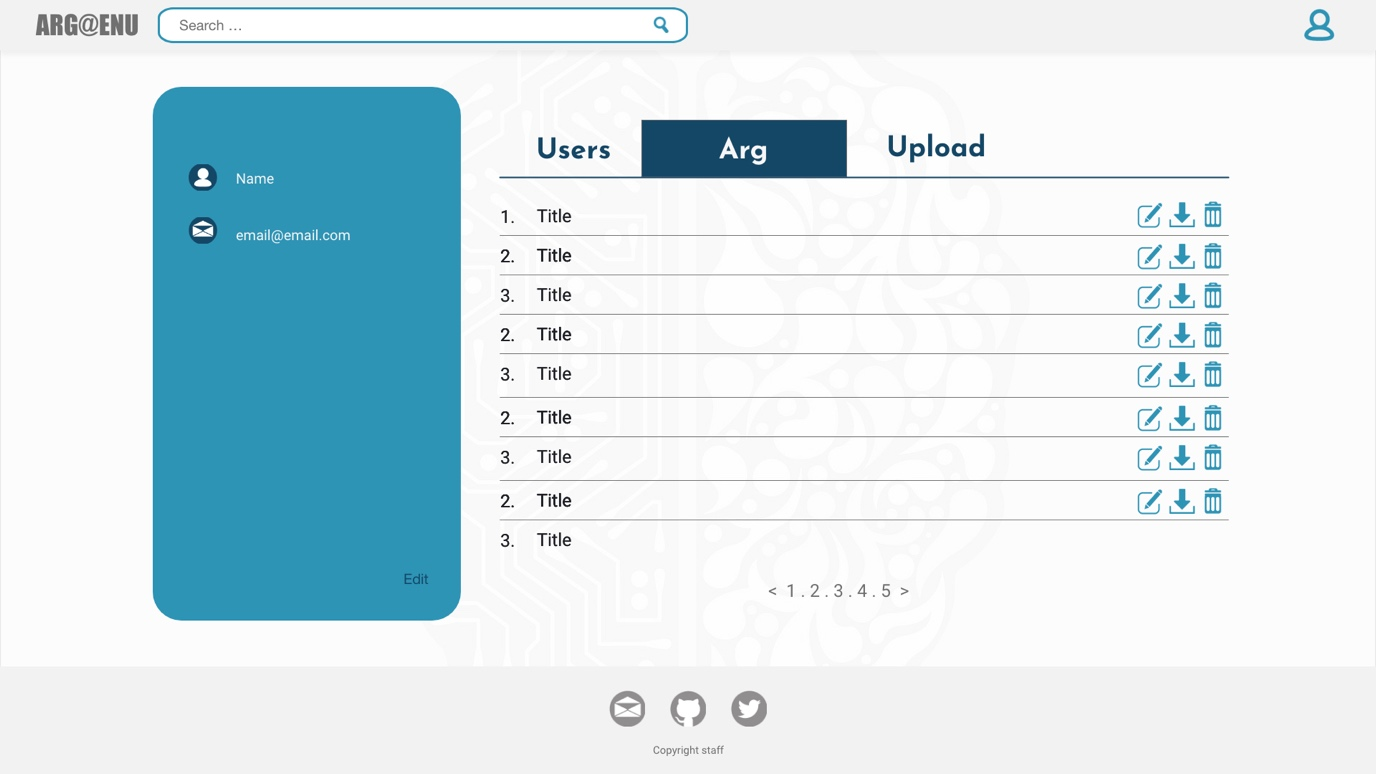 ARG@ENU
Search ...
Name
email@email.com
Edit
Users
Arg
Upload
1. Title
2. Title
3. Title
2. Title
3. Title
2. Title
3. Title
2. Title
3. Title
< 1 . 2 . 3 . 4 . 5 >
Copyright staff